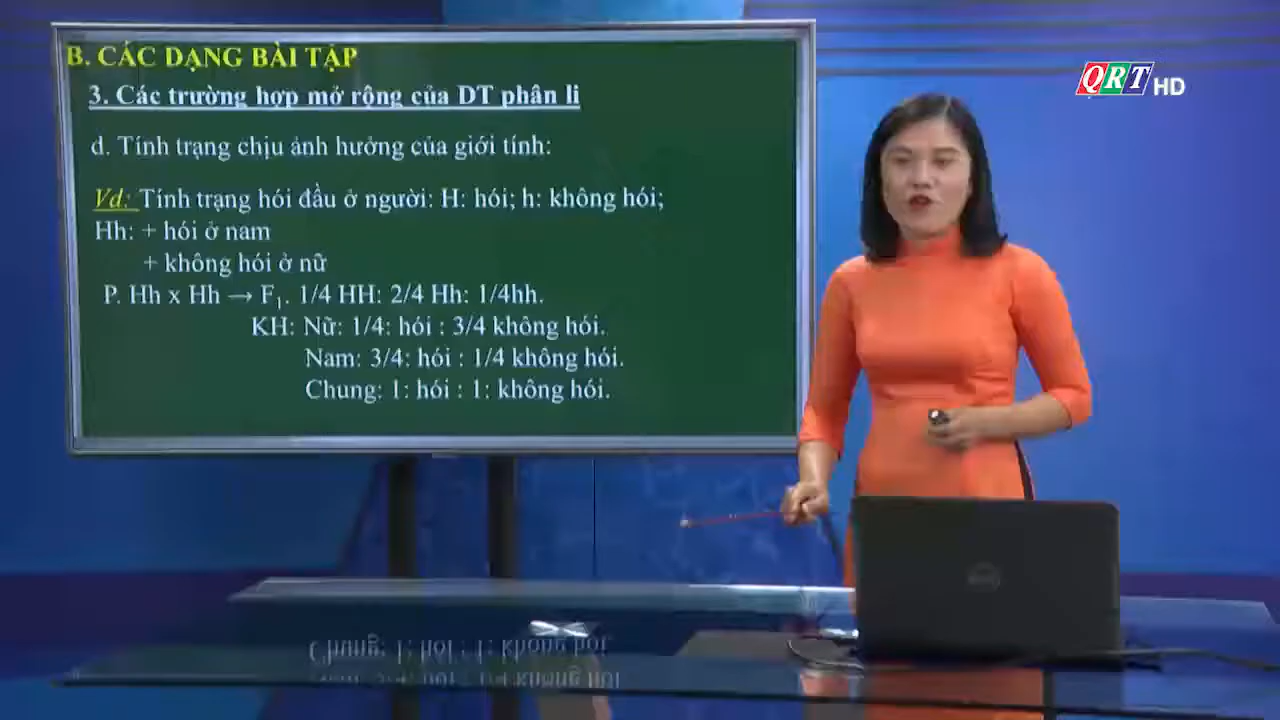 B. CÁC DẠNG BÀI TẬP
3. Các trường hợp mở rộng của DT phân li
d. Tính trạng chịu ảnh hưởng của giới tính:
Vd: Tính trạng hói đầu ở người: H: hói; h: không hói;
Hh: + hói ở nam
+ không hói ở nữ
P. Hh x Hh → F₁. 1/4 HH: 2/4 Hh: 1/4hh.
KH: Nữ: 1/4: hói : 3/4 không hói.
Nam: 3/4: hói : 1/4 không hói.
Chung: 1: hói : 1: không hói.
QRT HD